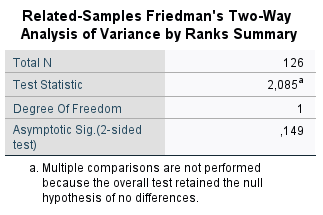 Related-Samples Friedman's Two-Way
Analysis of Variance by Ranks Summary
Total N 126
Test Statistic 2,085a
Degree Of Freedom 1
Asymptotic Sig.(2-sided
test) ,149
a. Multiple comparisons are not performed
because the overall test retained the null
hypothesis of no differences.